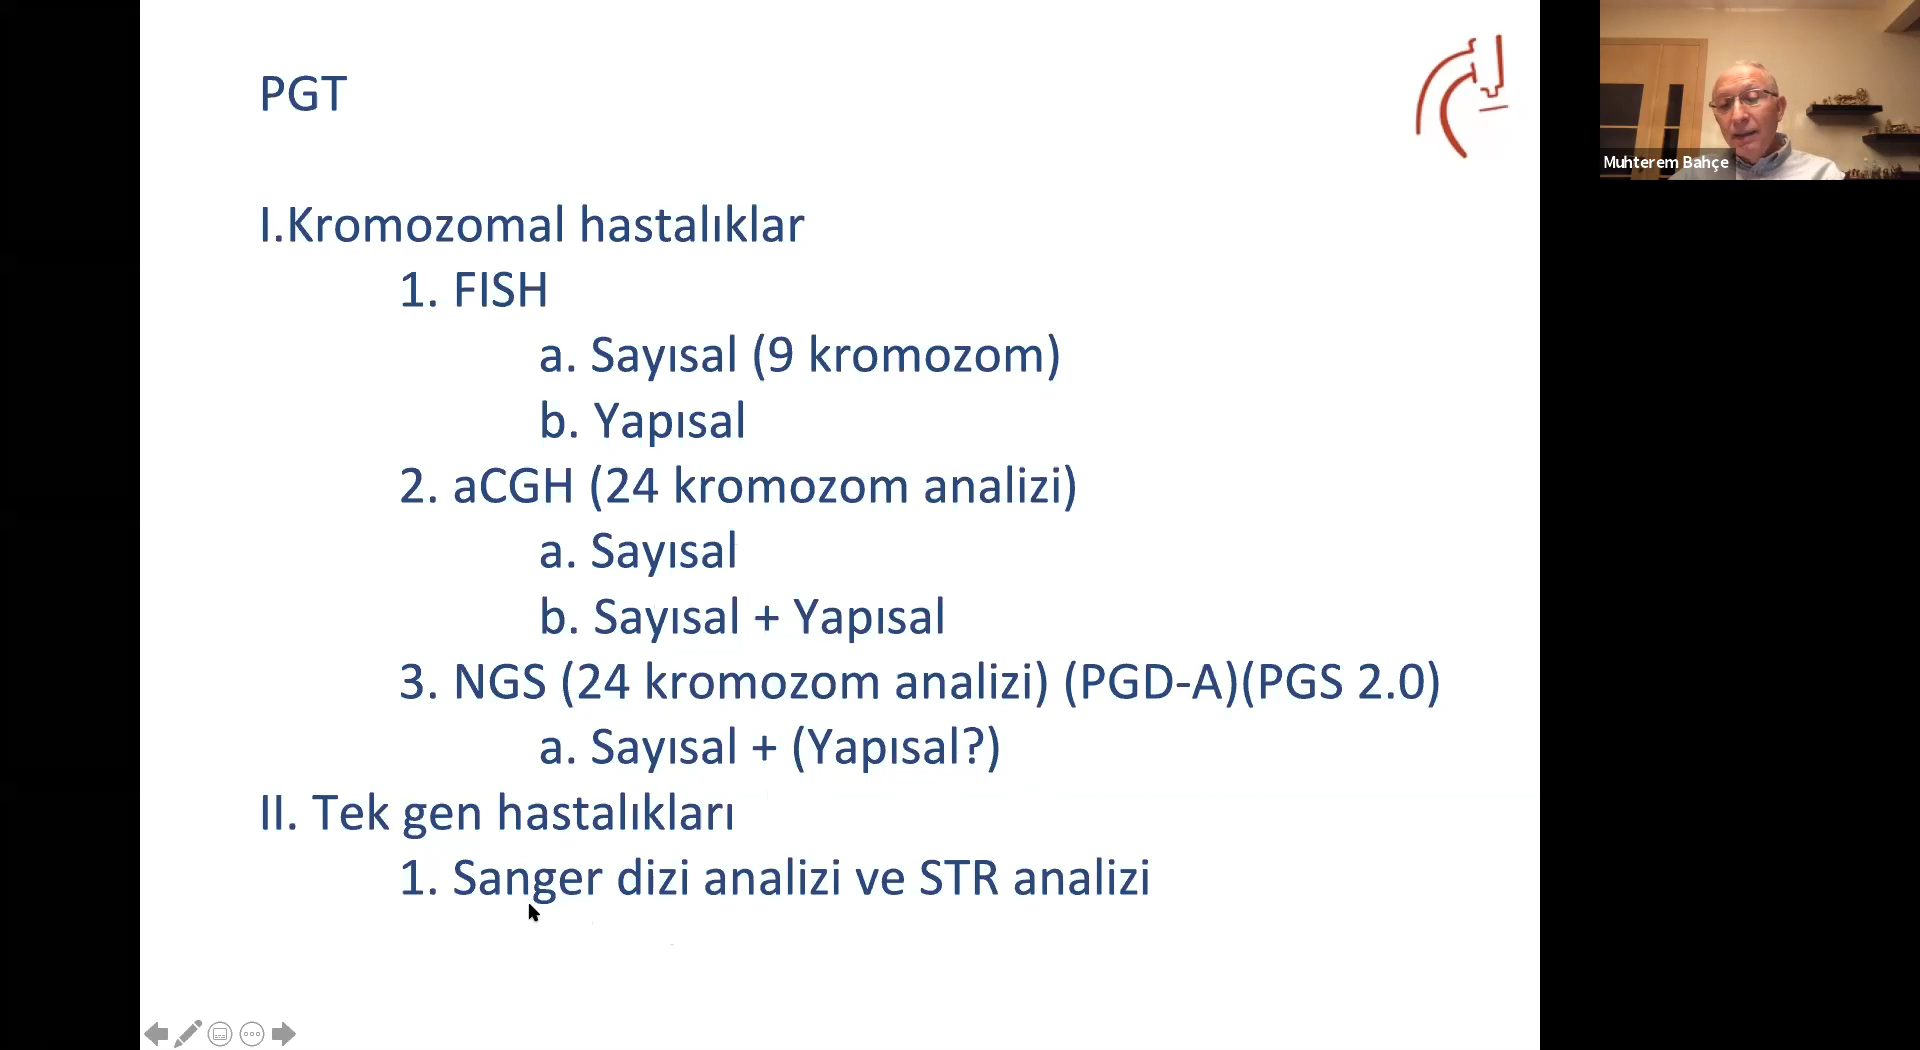 PGT
I.Kromozomal hastalıklar
1. FISH
a. Sayısal (9 kromozom)
b. Yapısal
2. aCGH (24 kromozom analizi)
a. Sayısal
b. Sayısal + Yapısal
3. NGS (24 kromozom analizi) (PGD-A)(PGS 2.0)
a. Sayısal + (Yapısal?)
II. Tek gen hastalıkları
1. Sanger dizi analizi ve STR analizi
Muhterem Bahçe